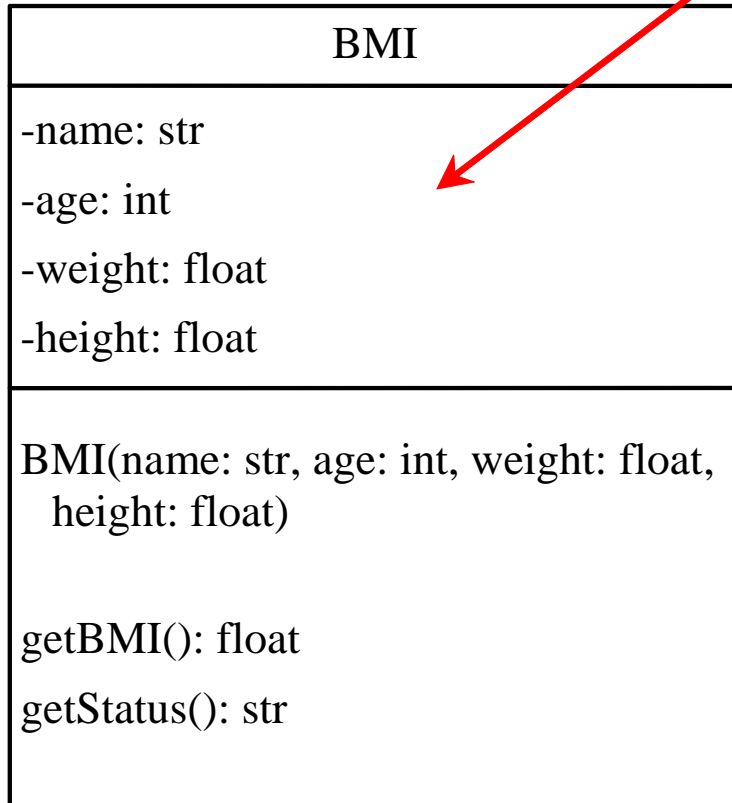 BMI
-name: str
-age: int
-weight: float
-height: float
BMI(name: str, age: int, weight: float,
height: float)
getBMI(): float
getStatus(): str